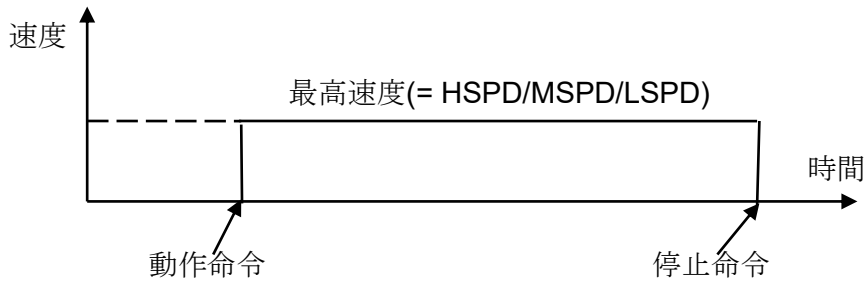 速度
最高速度(= HSPD/MSPD/LSPD)
時間
動作命令
停止命令